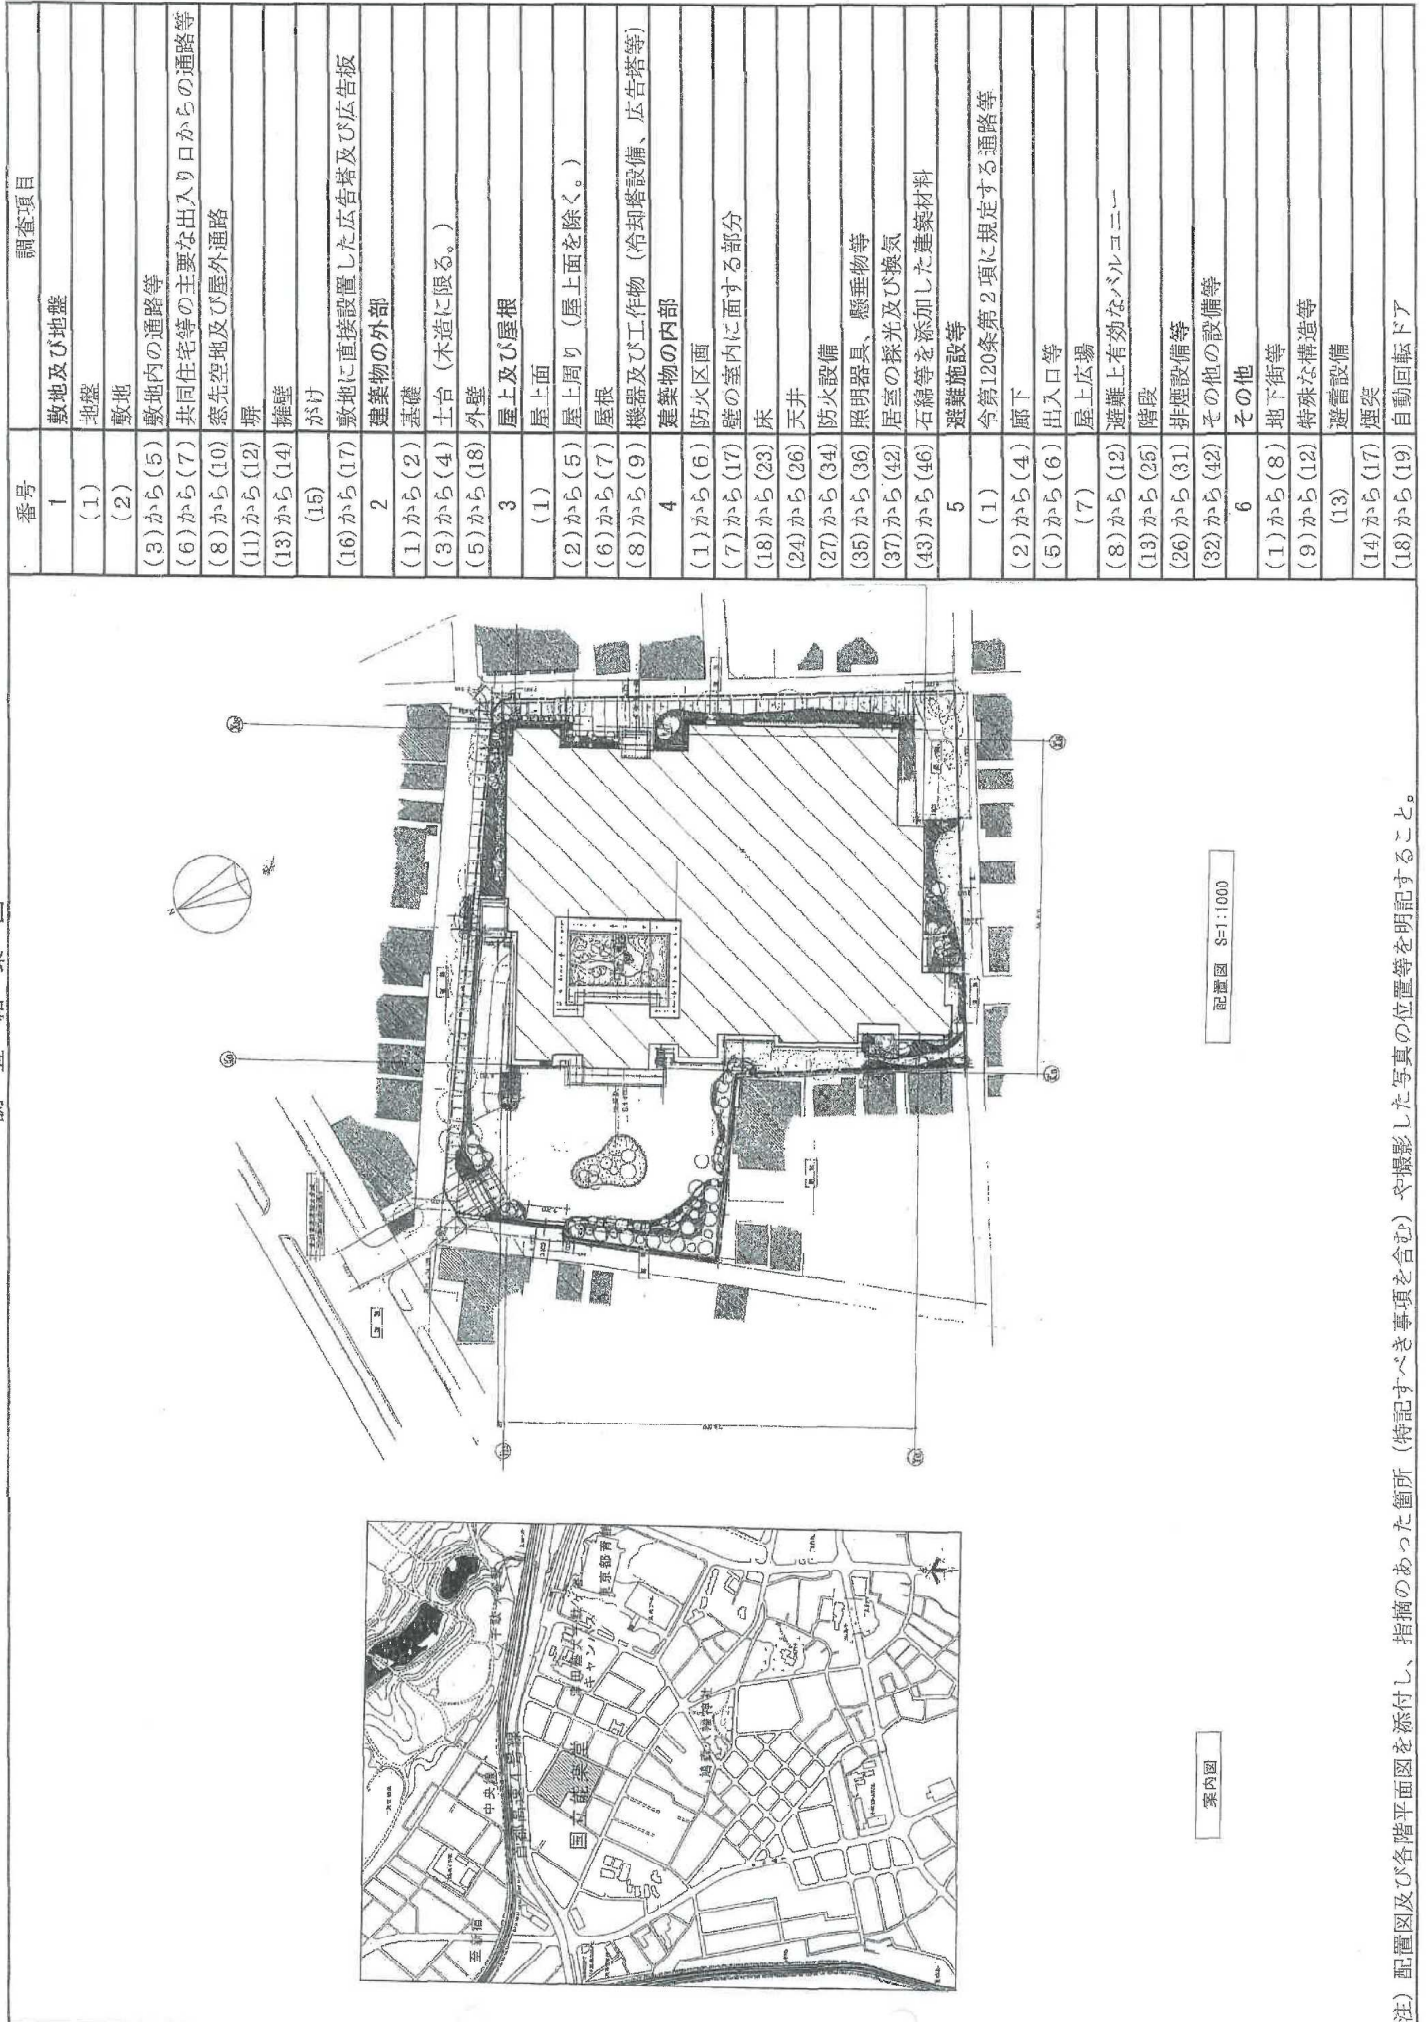 番号 調査項目
1 敷地及び地盤
(1) 地盤
(2) 敷地
(3)から(5) 敷地内の通路等
(6)から(7) 共同住宅等の主要な出入り口からの通路等
(8)から(10) 窓先空地及び屋外通路
(11)から(12) 塀
(13)から(14) 擁壁
(15) がけ
(16)から(17) 敷地に直接設置した広告塔及び広告板
2 建築物の外部
(1)から(2) 基礎
(3)から(4) 土台（木造に限る。）
(5)から(18) 外壁
3 屋上及び屋根
(1) 屋上面
(2)から(5) 屋上周り（屋上面を除く。）
(6)から(7) 屋根
(8)から(9) 機器及び工作物（冷却塔設備、広告塔等）
4 建築物の内部
(1)から(6) 防火区画
(7)から(17) 壁の室内に面する部分
(18)から(23) 床
(24)から(26) 天井
(27)から(34) 防火設備
(35)から(36) 照明器具、懸垂物等
(37)から(42) 居室の採光及び換気
(43)から(46) 石綿等を添加した建築材料
5 避難施設等
(1) 令第120条第2項に規定する通路等
(2)から(4) 廊下
(5)から(6) 出入口等
(7) 屋上広場
(8)から(12) 避難上有効なバルコニー
(13)から(25) 階段
(26)から(31) 排煙設備等
(32)から(42) その他の設備等
6 その他
(1)から(8) 地下街等
(9)から(12) 特殊な構造等
(13) 避雷設備
(14)から(17) 煙突
(18)から(19) 自動回転ドア
至新宿
中央線
国立能楽堂
鳩森八幡神社
キャンパス
案内図
配置図 S=1:1000
注）配置図及び各階平面図を添付し、指摘のあった箇所（特記すべき事項を含む）や撮影した写真の位置等を明記すること。